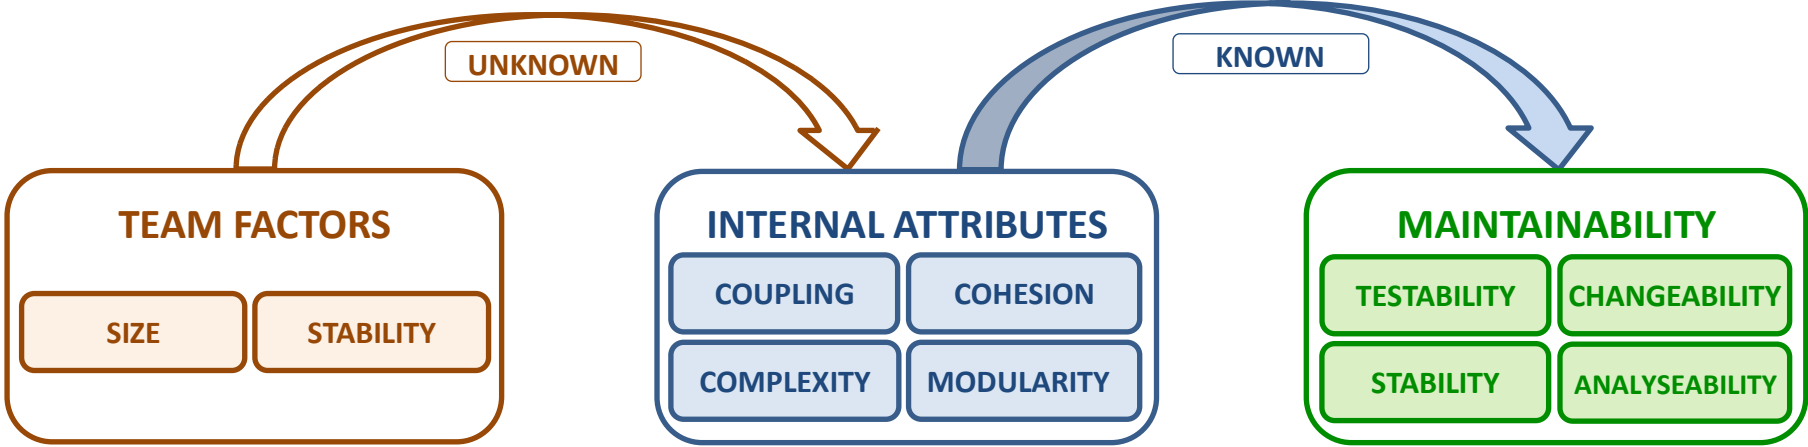 UNKNOWN
KNOWN
TEAM FACTORS
SIZE
STABILITY
INTERNAL ATTRIBUTES
COUPLING
COHESION
COMPLEXITY
MODULARITY
MAINTAINABILITY
TESTABILITY
CHANGEABILITY
STABILITY
ANALYSEABILITY